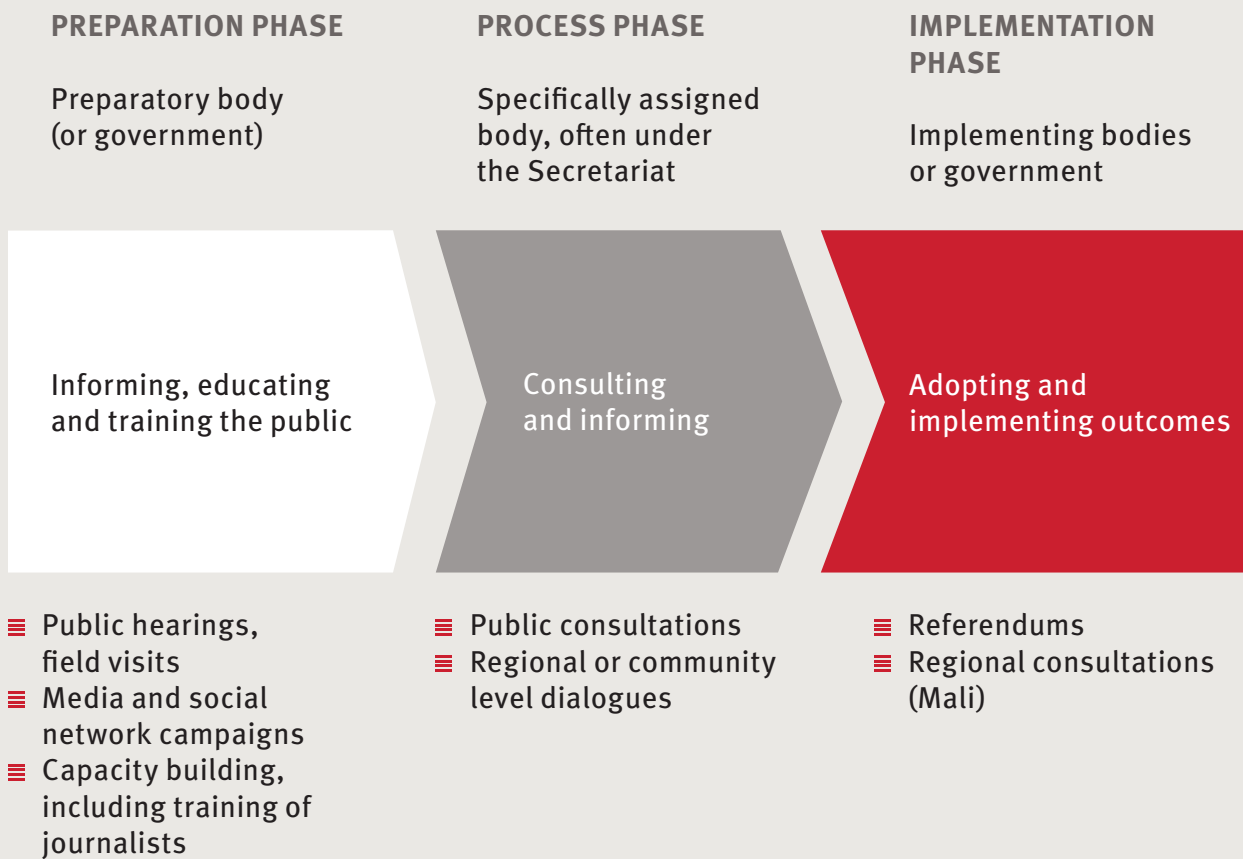 PREPARATION PHASE
Preparatory body
(or government)
PROCESS PHASE
Specifically assigned
body, often under
the Secretariat
IMPLEMENTATION
PHASE
Implementing bodies
or government
Informing, educating
and training the public
Consulting
and informing
Adopting and
implementing outcomes
Public hearings,
field visits
Media and social
network campaigns
Capacity building,
including training of
journalists
Public consultations
Regional or community
level dialogues
Referendums
Regional consultations
(Mali)